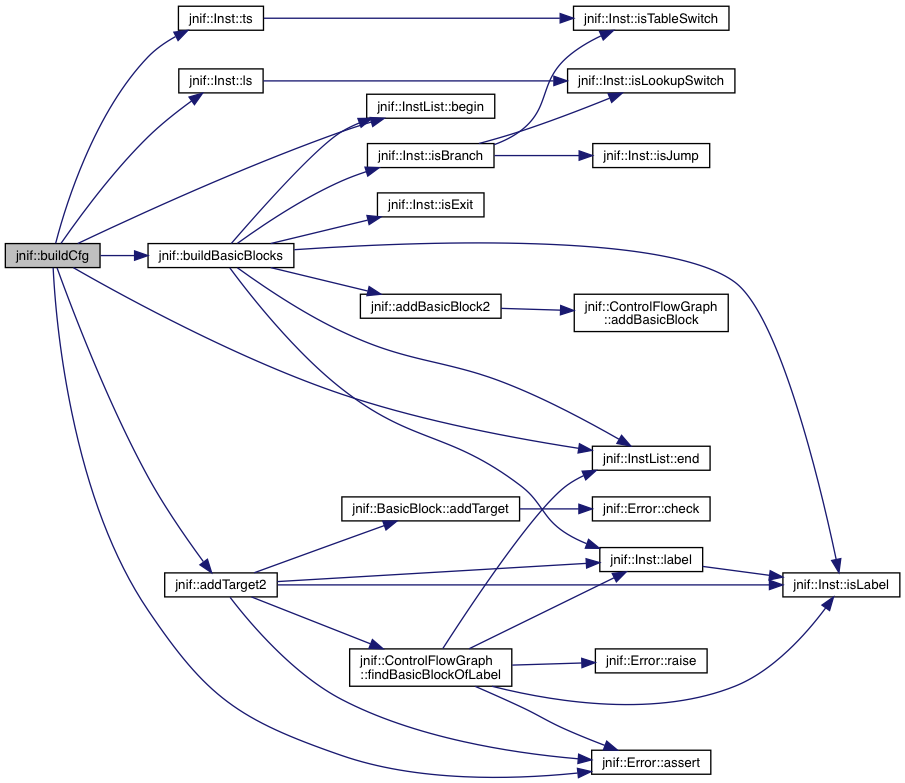 jnif::Inst::ts
jnif::Inst::isTableSwitch
jnif::Inst::ls
jnif::Inst::isLookupSwitch
jnif::InstList::begin
jnif::Inst::isBranch
jnif::Inst::isJump
jnif::Inst::isExit
jnif::buildCfg
jnif::buildBasicBlocks
jnif::addBasicBlock2
jnif::ControlFlowGraph
::addBasicBlock
jnif::InstList::end
jnif::BasicBlock::addTarget
jnif::Error::check
jnif::Inst::label
jnif::addTarget2
jnif::Inst::isLabel
jnif::ControlFlowGraph
::findBasicBlockOfLabel
jnif::Error::raise
jnif::Error::assert